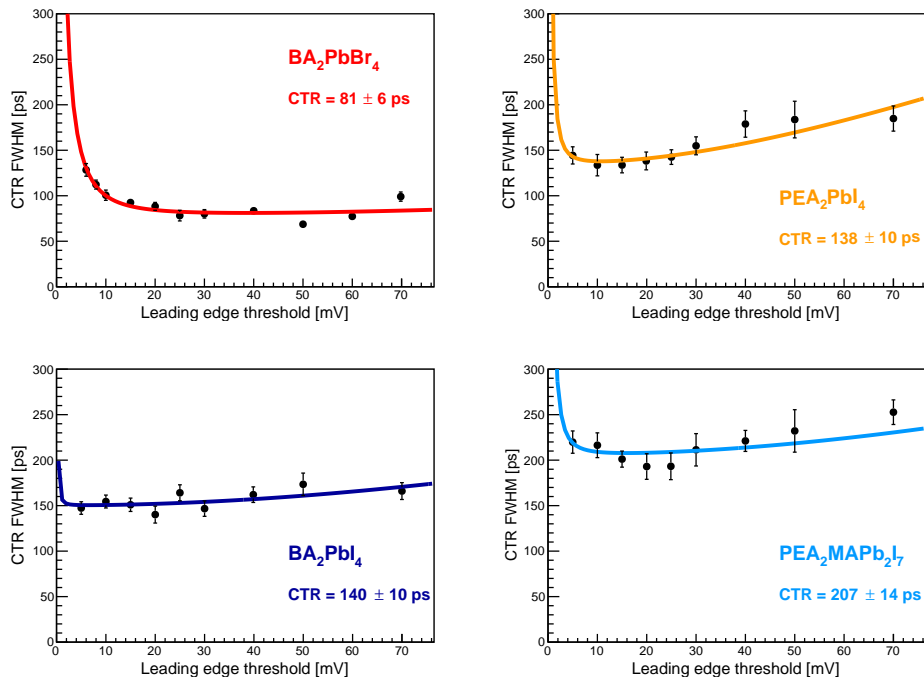 300
250
200
150
100
50
0
CTR FWHM [ps]
BA₂PbBr₄
CTR = 81 ± 6 ps
0 10 20 30 40 50 60 70
Leading edge threshold [mV]
300
250
200
150
100
50
0
CTR FWHM [ps]
PEA₂PbI₄
CTR = 138 ± 10 ps
0 10 20 30 40 50 60 70
Leading edge threshold [mV]
300
250
200
150
100
50
0
CTR FWHM [ps]
BA₂PbI₄
CTR = 140 ± 10 ps
0 10 20 30 40 50 60 70
Leading edge threshold [mV]
300
250
200
150
100
50
0
CTR FWHM [ps]
PEA₂MAPb₂I₇
CTR = 207 ± 14 ps
0 10 20 30 40 50 60 70
Leading edge threshold [mV]